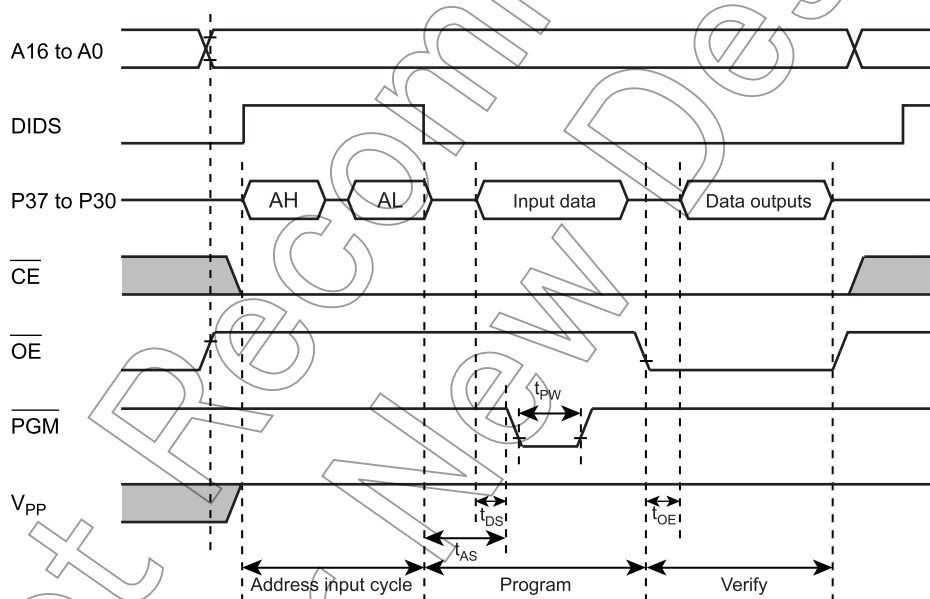 A16 to A0
DIDS
P37 to P30
AH
AL
Input data
Data outputs
CE
OE
PGM
tPW
VPP
tDS
tOE
tAS
Address input cycle
Program
Verify